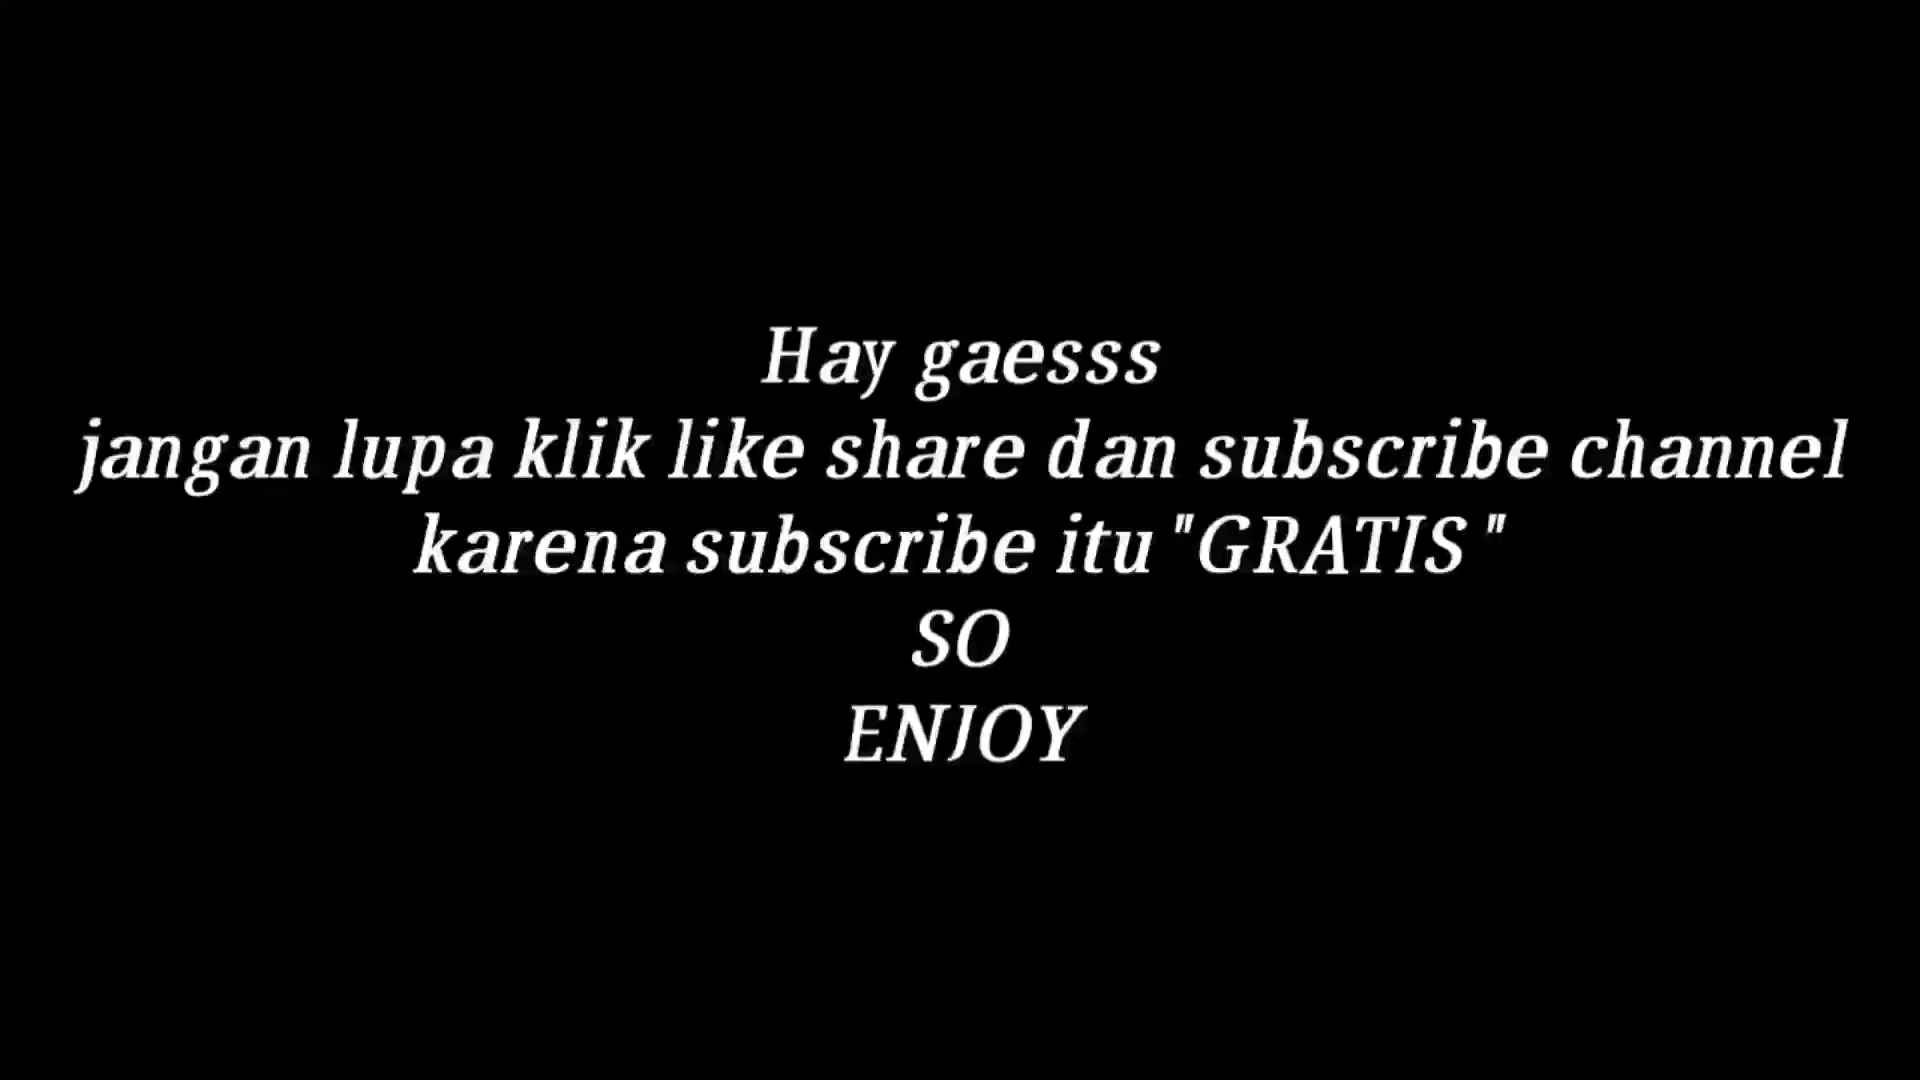 Hay gaesss
jangan lupa klik like share dan subscribe channel
karena subscribe itu "GRATIS "
SO
ENJOY